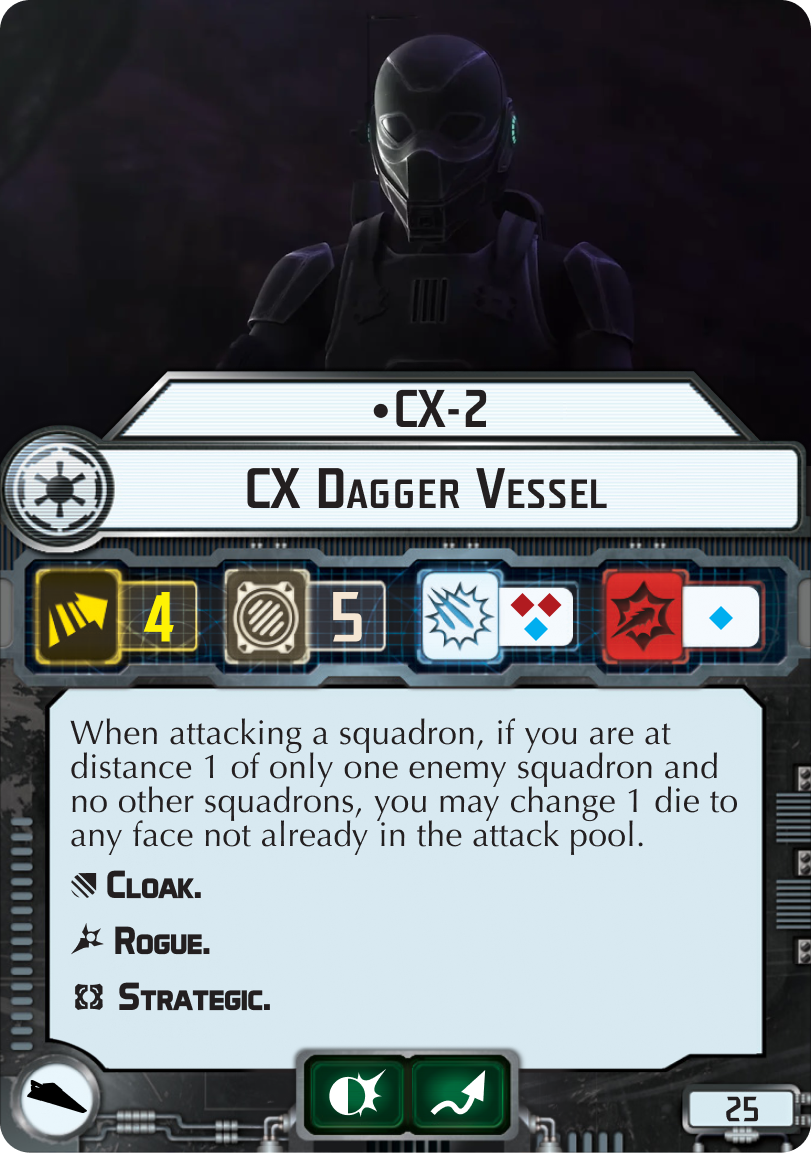 •CX-2
CX Dagger Vessel
4
5
When attacking a squadron, if you are at
distance 1 of only one enemy squadron and
no other squadrons, you may change 1 die to
any face not already in the attack pool.
Cloak.
Rogue.
Strategic.
25